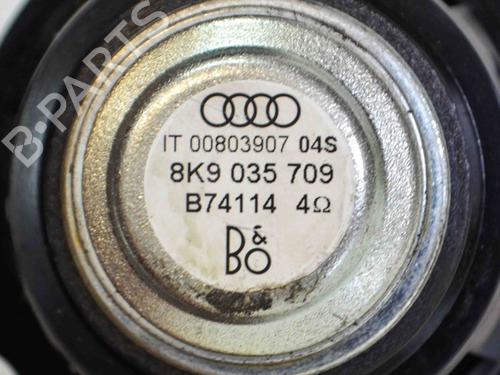 B-PARTS
IT 00803907 04S
8K9 035 709
B74114 4Ω
B&O